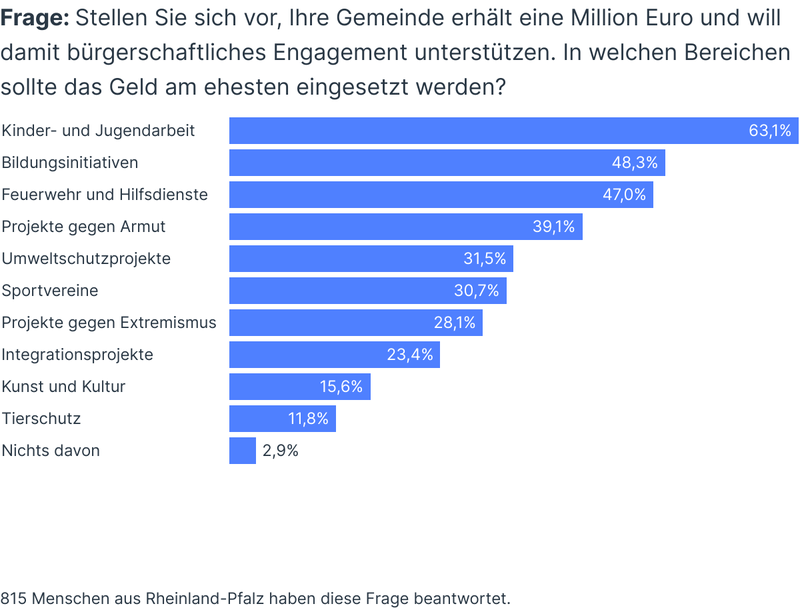 Frage: Stellen Sie sich vor, Ihre Gemeinde erhält eine Million Euro und will
damit bürgerschaftliches Engagement unterstützen. In welchen Bereichen
sollte das Geld am ehesten eingesetzt werden?
Kinder- und Jugendarbeit 63,1%
Bildungsinitiativen 48,3%
Feuerwehr und Hilfsdienste 47,0%
Projekte gegen Armut 39,1%
Umweltschutzprojekte 31,5%
Sportvereine 30,7%
Projekte gegen Extremismus 28,1%
Integrationsprojekte 23,4%
Kunst und Kultur 15,6%
Tierschutz 11,8%
Nichts davon 2,9%
815 Menschen aus Rheinland-Pfalz haben diese Frage beantwortet.